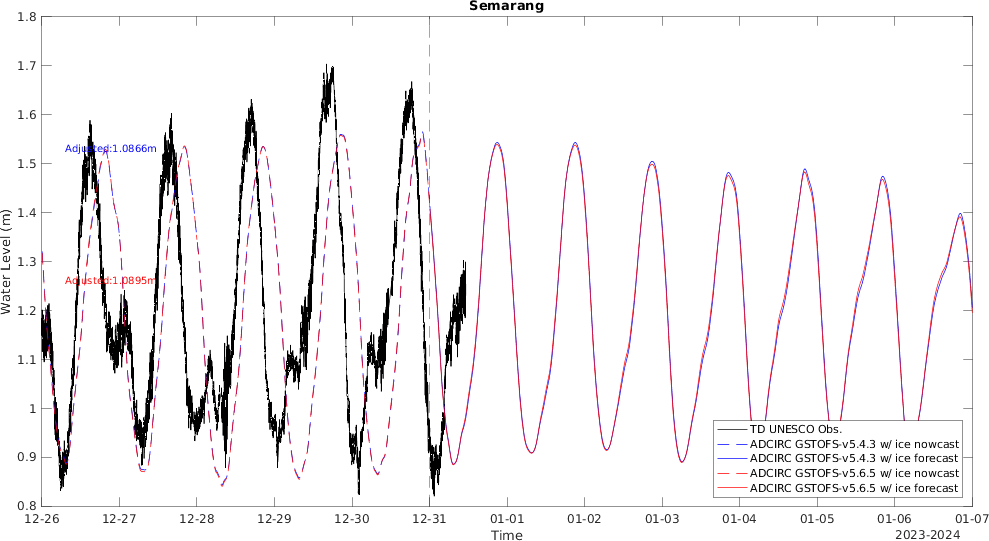 Semarang
1.8
1.7
1.6
1.5
1.4
1.3
1.2
1.1
1
0.9
0.8
Water Level (m)
Adjusted:1.0866m
Adjusted:1.0895m
TD UNESCO Obs.
ADCIRC GSTOFS-v5.4.3 w/ ice nowcast
ADCIRC GSTOFS-v5.4.3 w/ ice forecast
ADCIRC GSTOFS-v5.6.5 w/ ice nowcast
ADCIRC GSTOFS-v5.6.5 w/ ice forecast
12-26 12-27 12-28 12-29 12-30 12-31 01-01 01-02 01-03 01-04 01-05 01-06 01-07
Time
2023-2024